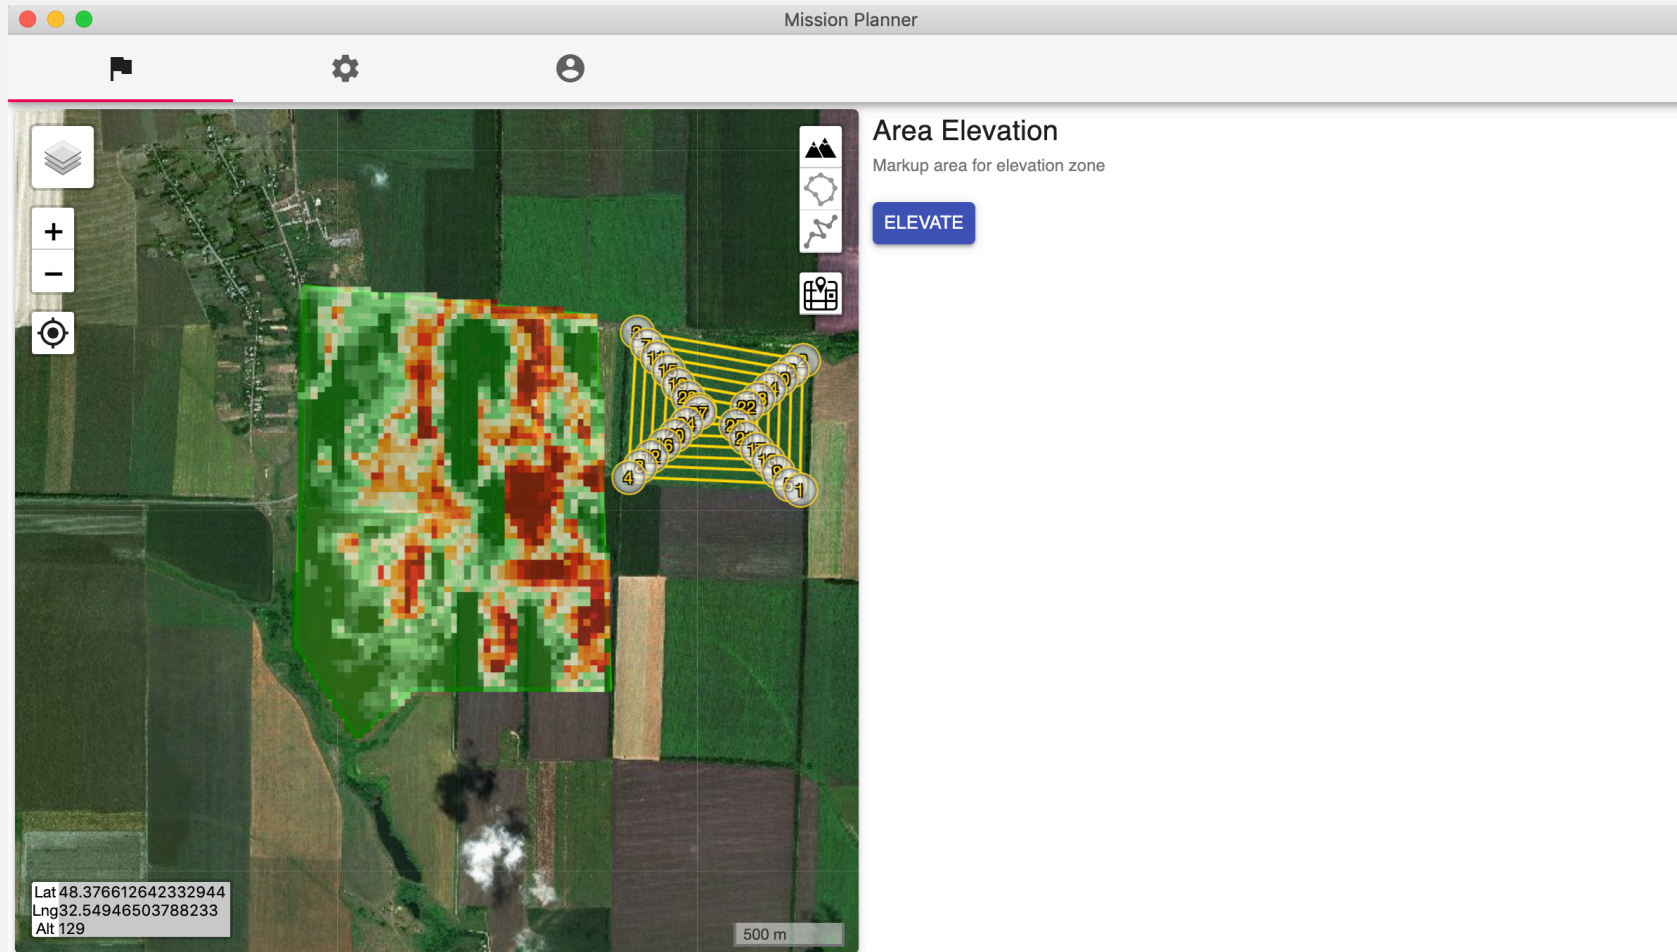 Mission Planner
Area Elevation
Markup area for elevation zone
ELEVATE
+
−
22
4
1
Lat 48.376612642332944
Lng 32.54946503788233
Alt 129
500 m